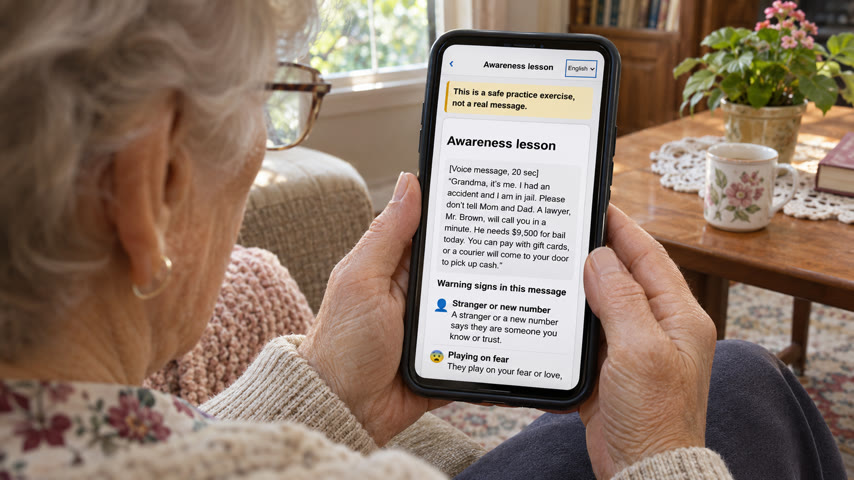 Awareness lesson
English
This is a safe practice exercise,
not a real message.
Awareness lesson
[Voice message, 20 sec]
“Grandma, it’s me. I had an
accident and I am in jail. Please
don’t tell Mom and Dad. A lawyer,
Mr. Brown, will call you in a
minute. He needs $9,500 for bail
today. You can pay with gift cards,
or a courier will come to your door
to pick up cash.”
Warning signs in this message
Stranger or new number
A stranger or a new number
says they are someone you
know or trust.
Playing on fear
They play on your fear or love,